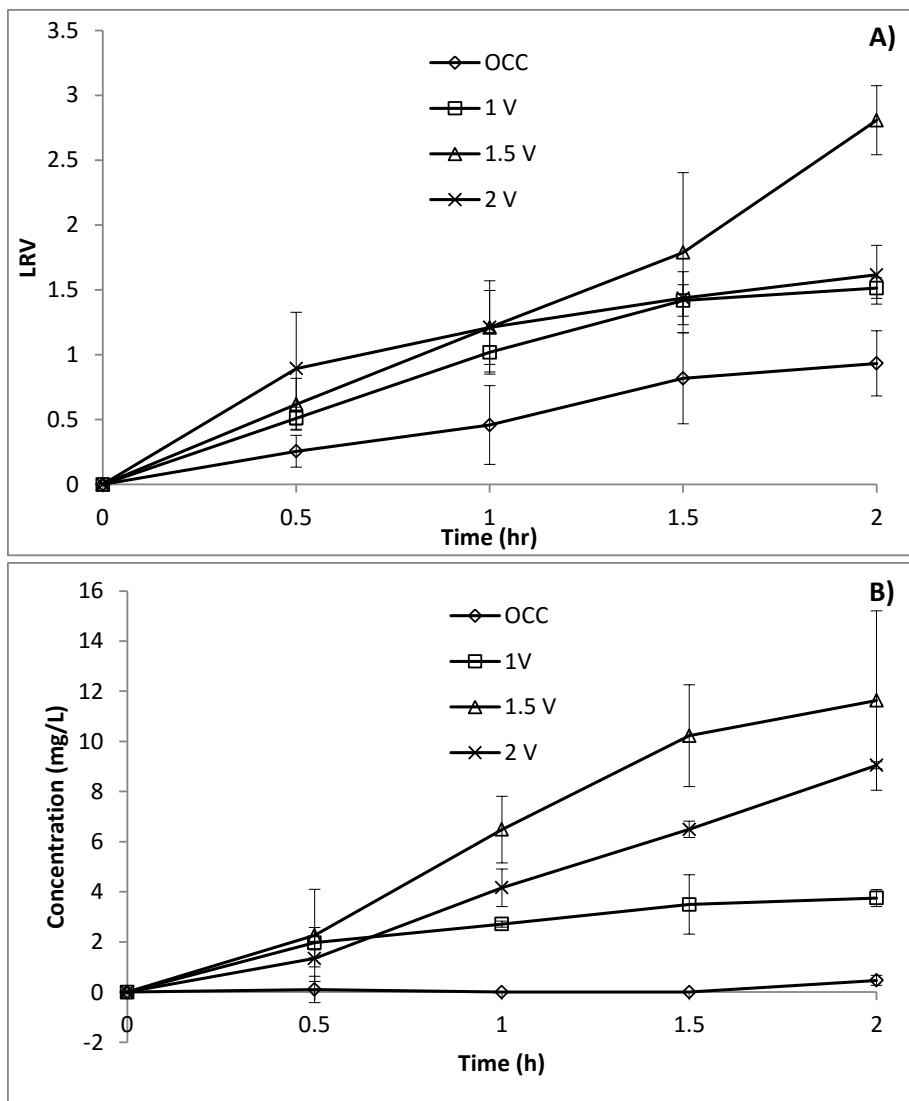 A)
3.5
3
2.5
2
1.5
1
0.5
0
LRV
OCC
1 V
1.5 V
2 V
0 0.5 1 1.5 2
Time (hr)
B)
16
14
12
10
8
6
4
2
0
-2
Concentration (mg/L)
OCC
1V
1.5 V
2 V
0 0.5 1 1.5 2
Time (h)